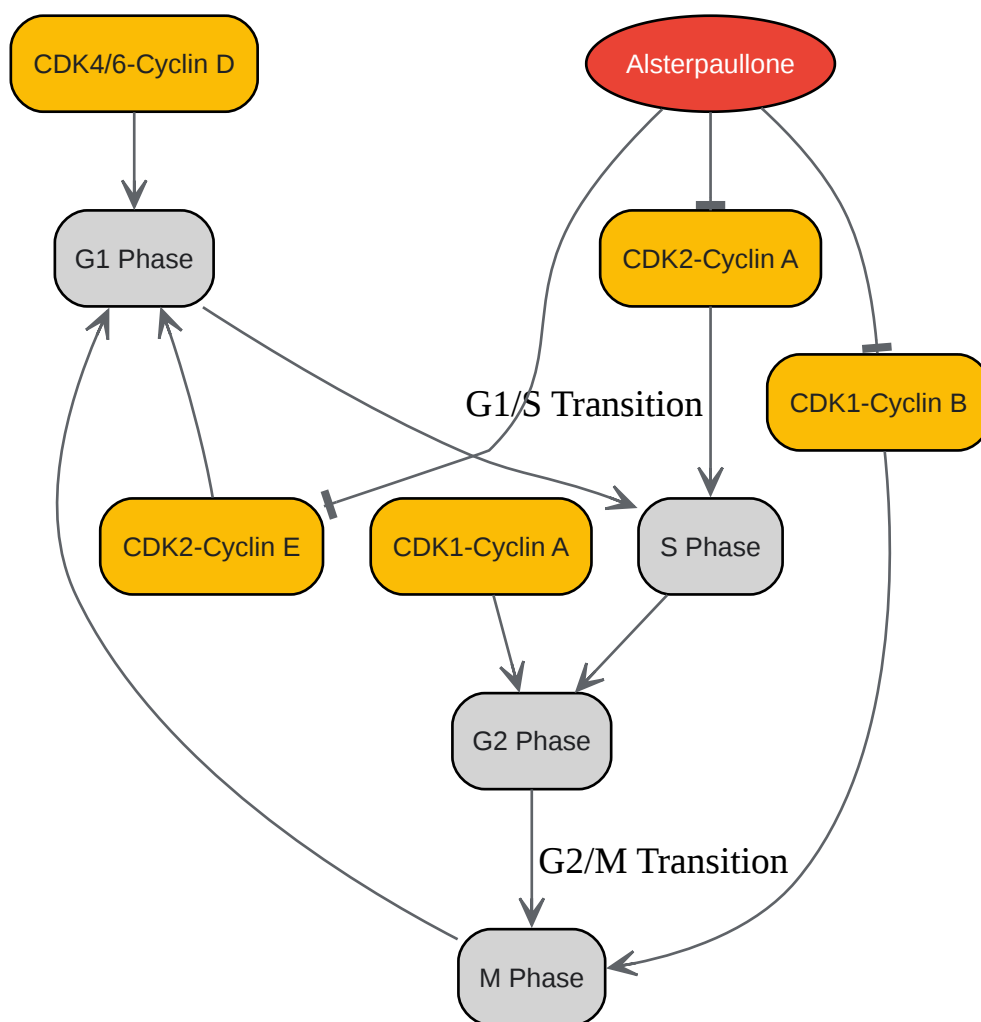 CDK4/6-Cyclin D
Alsterpaullone
G1 Phase
CDK2-Cyclin A
G1/S Transition
CDK1-Cyclin B
CDK2-Cyclin E
CDK1-Cyclin A
S Phase
G2 Phase
G2/M Transition
M Phase